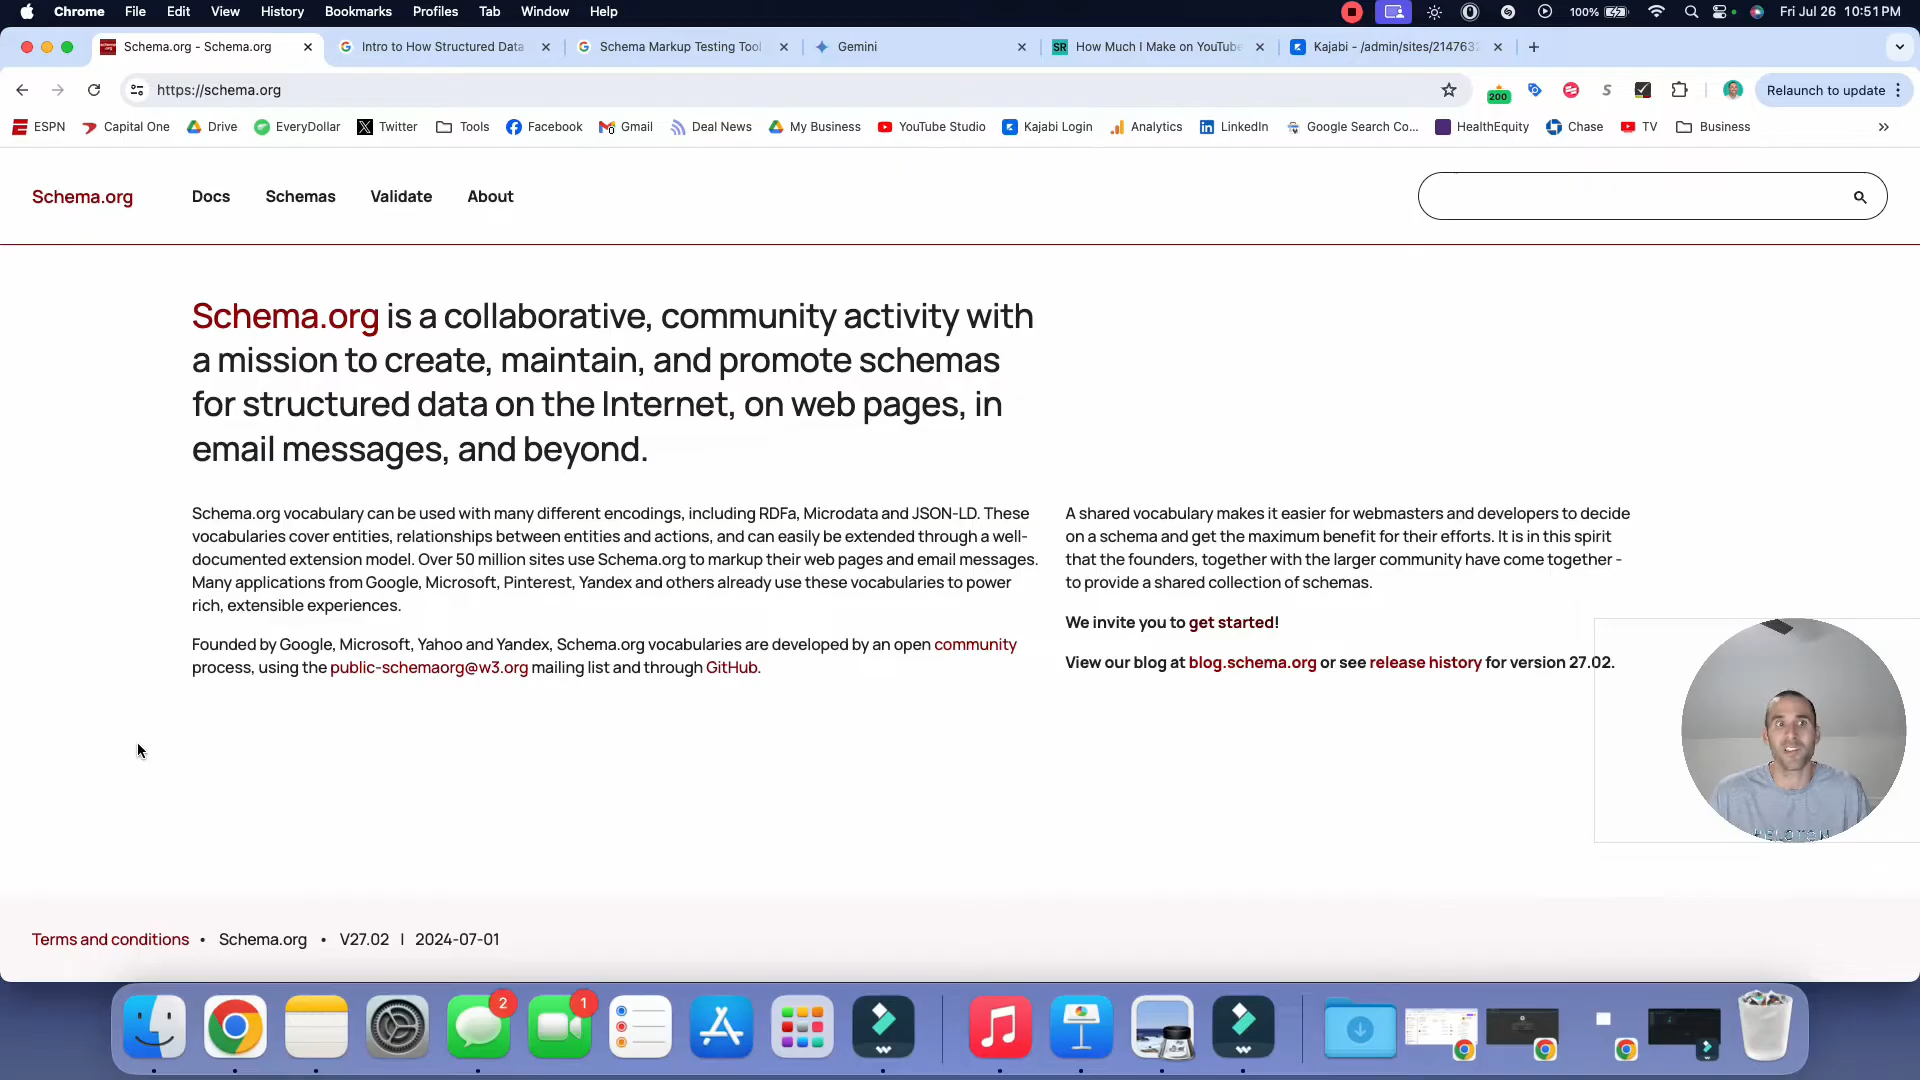 Chrome File Edit View History Bookmarks Profiles Tab Window Help
100% Fri Jul 26 10:51 PM
Schema.org - Schema.org
Intro to How Structured Data
Schema Markup Testing Tool
Gemini
SR How Much I Make on YouTube
Kajabi - /admin/sites/214763
https://schema.org
200
Relaunch to update
ESPN Capital One Drive EveryDollar Twitter Tools Facebook Gmail Deal News My Business YouTube Studio Kajabi Login Analytics LinkedIn Google Search Co... HealthEquity Chase TV Business
Schema.org Docs Schemas Validate About
Schema.org is a collaborative, community activity with
a mission to create, maintain, and promote schemas
for structured data on the Internet, on web pages, in
email messages, and beyond.
Schema.org vocabulary can be used with many different encodings, including RDFa, Microdata and JSON-LD. These
vocabularies cover entities, relationships between entities and actions, and can easily be extended through a well-
documented extension model. Over 50 million sites use Schema.org to markup their web pages and email messages.
Many applications from Google, Microsoft, Pinterest, Yandex and others already use these vocabularies to power
rich, extensible experiences.
Founded by Google, Microsoft, Yahoo and Yandex, Schema.org vocabularies are developed by an open community
process, using the public-schemaorg@w3.org mailing list and through GitHub.
A shared vocabulary makes it easier for webmasters and developers to decide
on a schema and get the maximum benefit for their efforts. It is in this spirit
that the founders, together with the larger community have come together -
to provide a shared collection of schemas.
We invite you to get started!
View our blog at blog.schema.org or see release history for version 27.02.
Terms and conditions • Schema.org • V27.02 | 2024-07-01
2
1